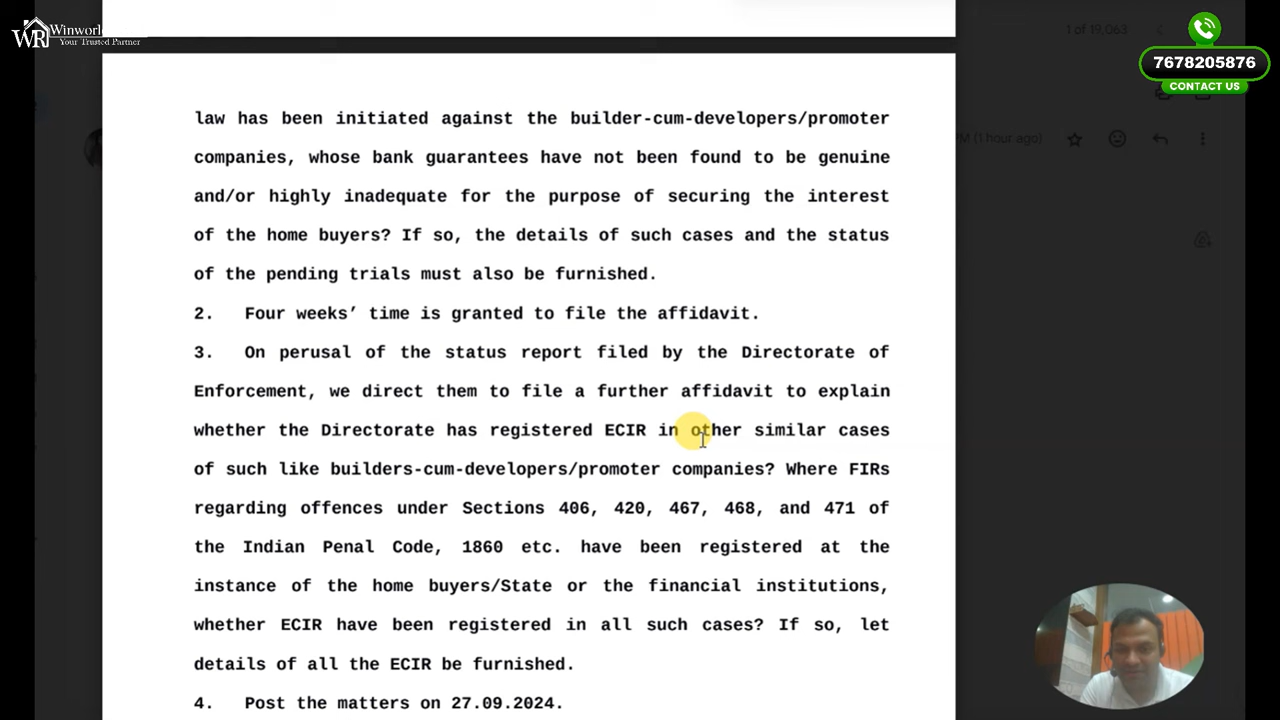 Winworld
WR
Your Trusted Partner
1 of 19,063
7678205876
CONTACT US
(1 hour ago)
law has been initiated against the builder-cum-developers/promoter
companies, whose bank guarantees have not been found to be genuine
and/or highly inadequate for the purpose of securing the interest
of the home buyers? If so, the details of such cases and the status
of the pending trials must also be furnished.
2. Four weeks’ time is granted to file the affidavit.
3. On perusal of the status report filed by the Directorate of
Enforcement, we direct them to file a further affidavit to explain
whether the Directorate has registered ECIR in other similar cases
of such like builders-cum-developers/promoter companies? Where FIRs
regarding offences under Sections 406, 420, 467, 468, and 471 of
the Indian Penal Code, 1860 etc. have been registered at the
instance of the home buyers/State or the financial institutions,
whether ECIR have been registered in all such cases? If so, let
details of all the ECIR be furnished.
4. Post the matters on 27.09.2024.